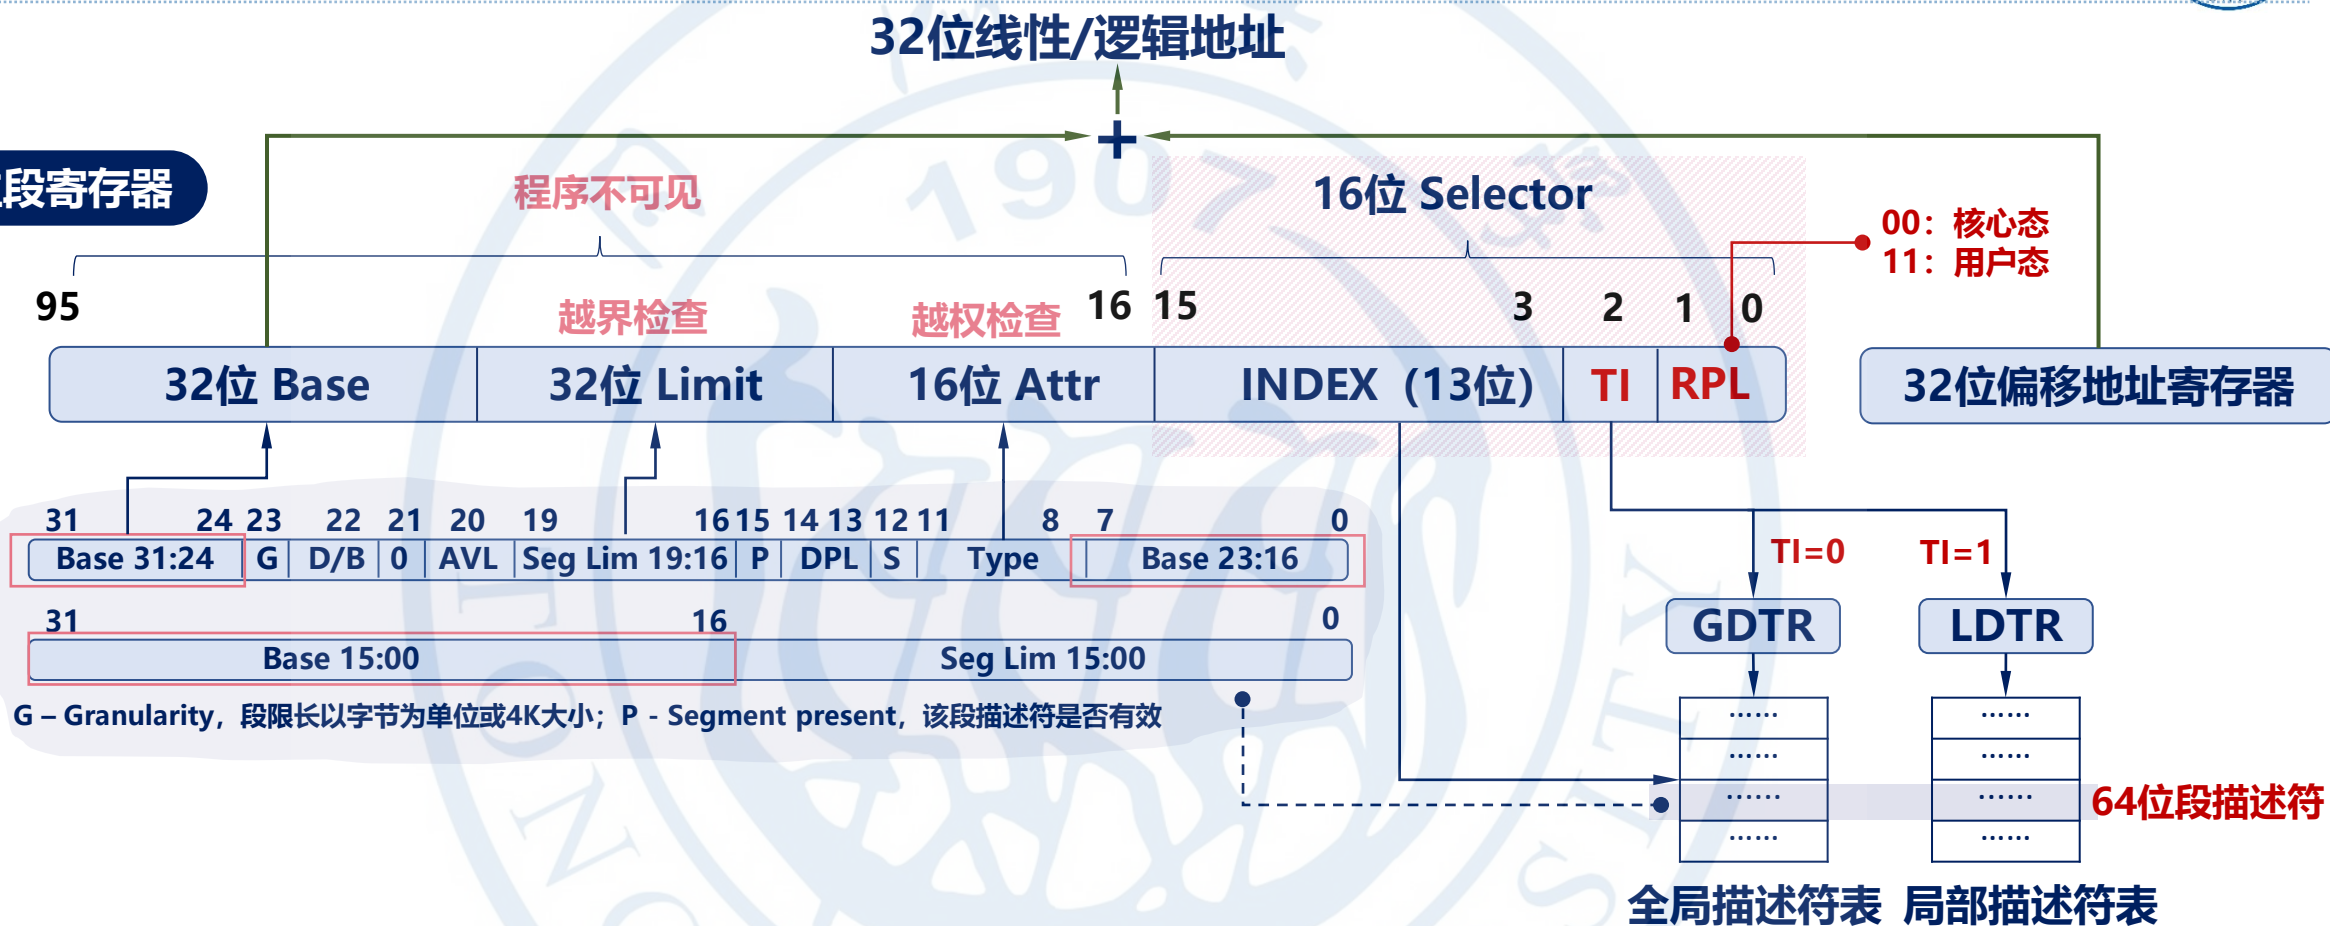 32位线性/逻辑地址
+
段寄存器
程序不可见
16位 Selector
00：核心态
11：用户态
95
越界检查
越权检查
16 15 3 2 1 0
32位 Base 32位 Limit 16位 Attr INDEX（13位） TI RPL 32位偏移地址寄存器
31 24 23 22 21 20 19 16 15 14 13 12 11 8 7 0
Base 31:24 G D/B 0 AVL Seg Lim 19:16 P DPL S Type Base 23:16
TI=0 TI=1
31 16 0
GDTR LDTR
Base 15:00 Seg Lim 15:00
G – Granularity，段限长以字节为单位或4K大小；P - Segment present，该段描述符是否有效
...... ......
...... ......
...... ......
64位段描述符
...... ......
全局描述符表 局部描述符表
1907